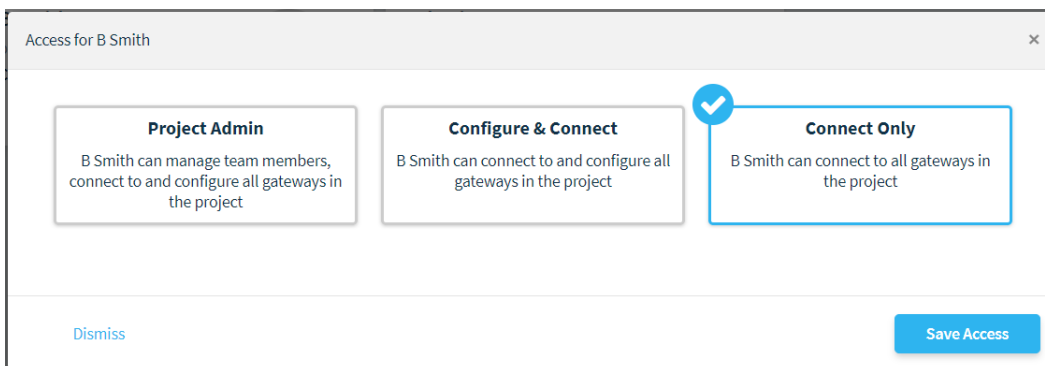 Access for B Smith
×
Project Admin
B Smith can manage team members,
connect to and configure all gateways in
the project
Configure & Connect
B Smith can connect to and configure all
gateways in the project
Connect Only
B Smith can connect to all gateways in
the project
Dismiss
Save Access